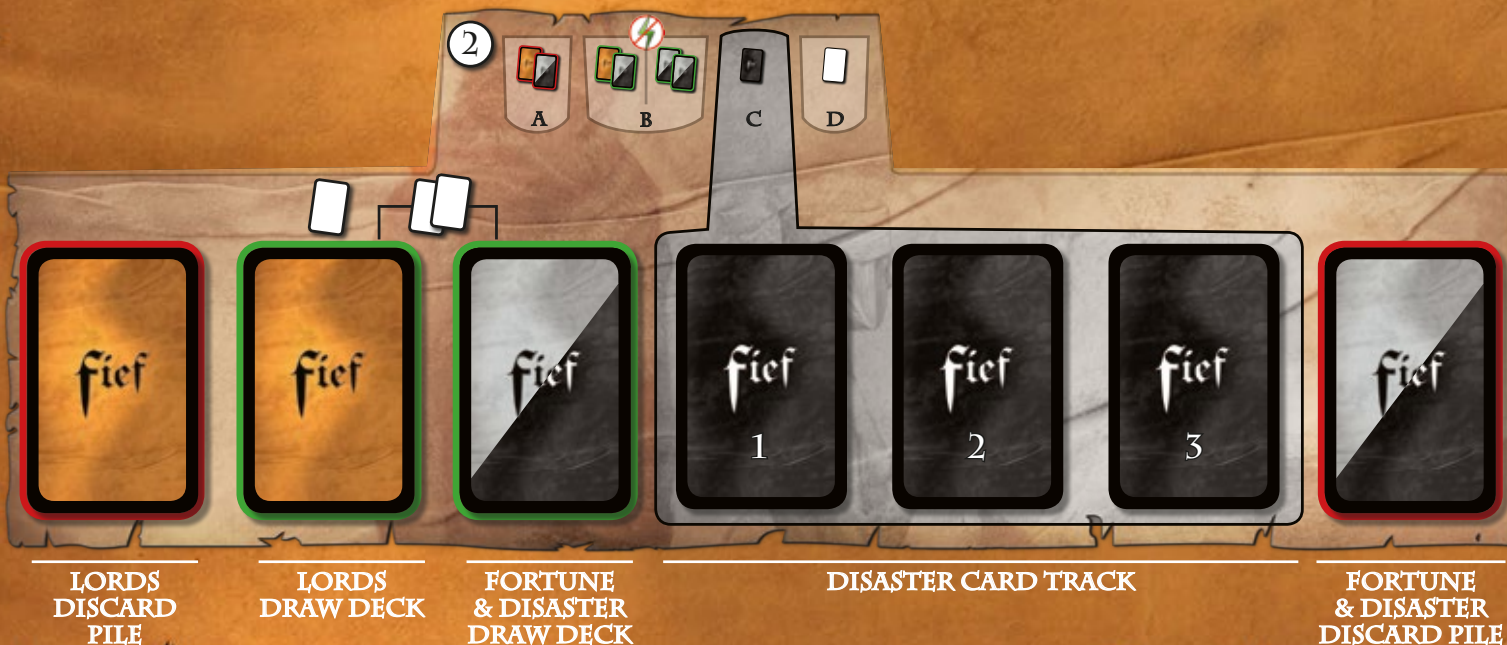 2
A B C D
fief fief fief fief fief fief fief
1 2 3
LORDS
DISCARD
PILE
LORDS
DRAW DECK
FORTUNE
& DISASTER
DRAW DECK
DISASTER CARD TRACK
FORTUNE
& DISASTER
DISCARD PILE